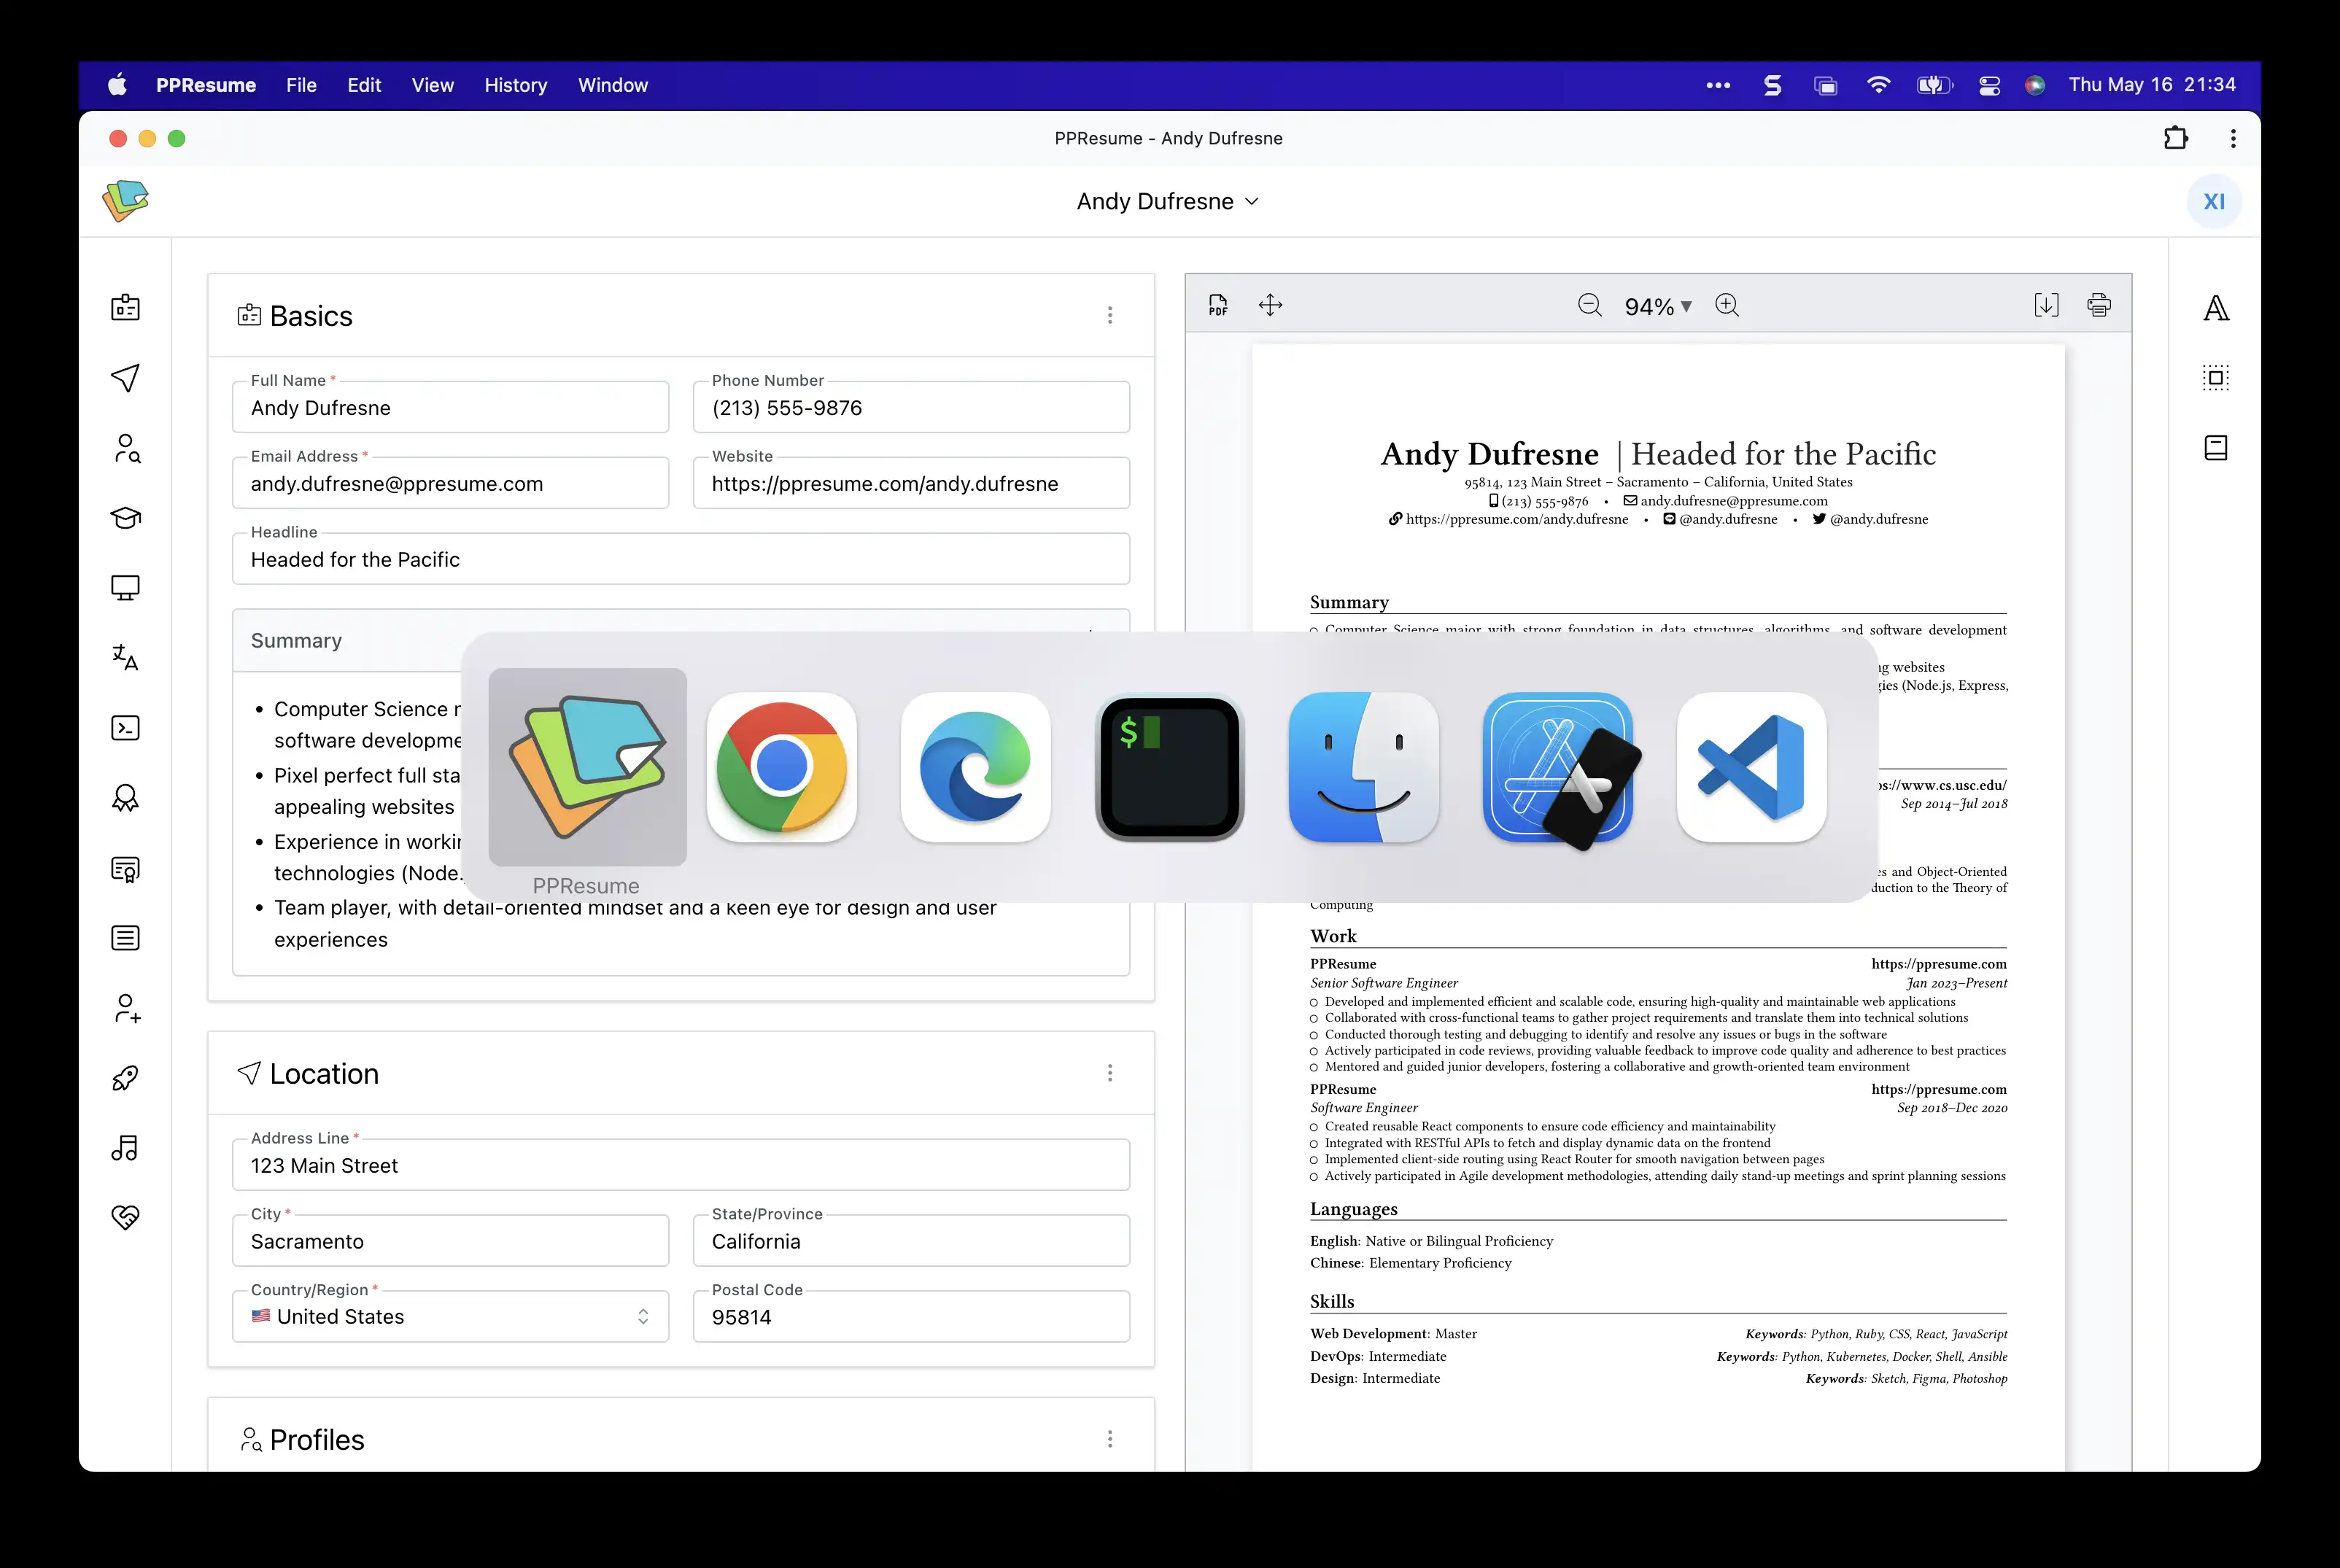 PPResume File Edit View History Window
Thu May 16 21:34
PPResume - Andy Dufresne
Andy Dufresne
XI
Basics
Full Name *
Andy Dufresne
Phone Number
(213) 555-9876
Email Address *
andy.dufresne@ppresume.com
Website
https://ppresume.com/andy.dufresne
Headline
Headed for the Pacific
Summary
Computer Science
software developme
Pixel perfect full sta
appealing websites
Experience in workin
technologies (Node.
Team player, with detail-oriented mindset and a keen eye for design and user
experiences
Location
Address Line *
123 Main Street
City *
Sacramento
State/Province
California
Country/Region *
United States
Postal Code
95814
Profiles
PPResume
$
PDF
94%
Andy Dufresne | Headed for the Pacific
95814, 123 Main Street – Sacramento – California, United States
(213) 555-9876 • andy.dufresne@ppresume.com
https://ppresume.com/andy.dufresne • @andy.dufresne • @andy.dufresne
Summary
Computer Science major with strong foundation in data structures, algorithms, and software development
ng websites
gies (Node.js, Express,
ps://www.cs.usc.edu/
Sep 2014–Jul 2018
es and Object-Oriented
duction to the Theory of
Computing
Work
PPResume https://ppresume.com
Senior Software Engineer Jan 2023–Present
Developed and implemented efficient and scalable code, ensuring high-quality and maintainable web applications
Collaborated with cross-functional teams to gather project requirements and translate them into technical solutions
Conducted thorough testing and debugging to identify and resolve any issues or bugs in the software
Actively participated in code reviews, providing valuable feedback to improve code quality and adherence to best practices
Mentored and guided junior developers, fostering a collaborative and growth-oriented team environment
PPResume https://ppresume.com
Software Engineer Sep 2018–Dec 2020
Created reusable React components to ensure code efficiency and maintainability
Integrated with RESTful APIs to fetch and display dynamic data on the frontend
Implemented client-side routing using React Router for smooth navigation between pages
Actively participated in Agile development methodologies, attending daily stand-up meetings and sprint planning sessions
Languages
English: Native or Bilingual Proficiency
Chinese: Elementary Proficiency
Skills
Web Development: Master Keywords: Python, Ruby, CSS, React, JavaScript
DevOps: Intermediate Keywords: Python, Kubernetes, Docker, Shell, Ansible
Design: Intermediate Keywords: Sketch, Figma, Photoshop